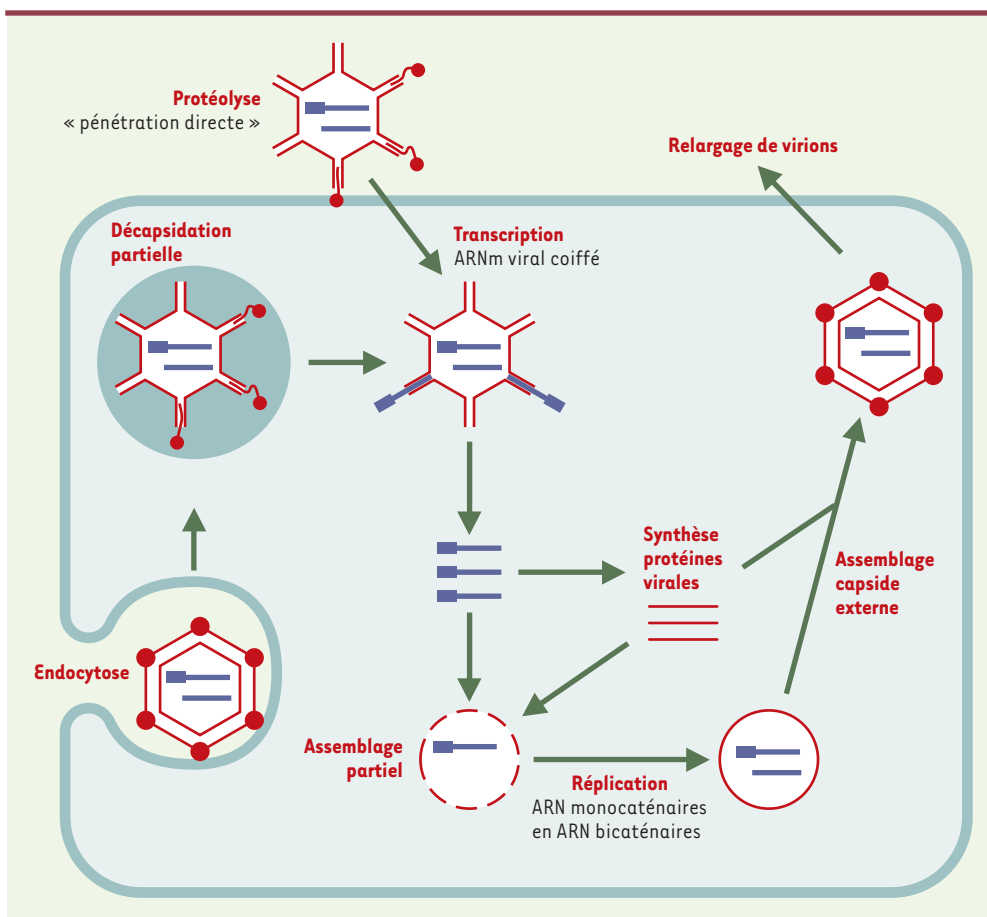 Protéolyse
« pénétration directe »
Relargage de virions
Décapsidation
partielle
Transcription
ARNm viral coiffé
Synthèse
protéines
virales
Assemblage
capside
externe
Endocytose
Assemblage
partiel
Réplication
ARN monocaténaires
en ARN bicaténaires